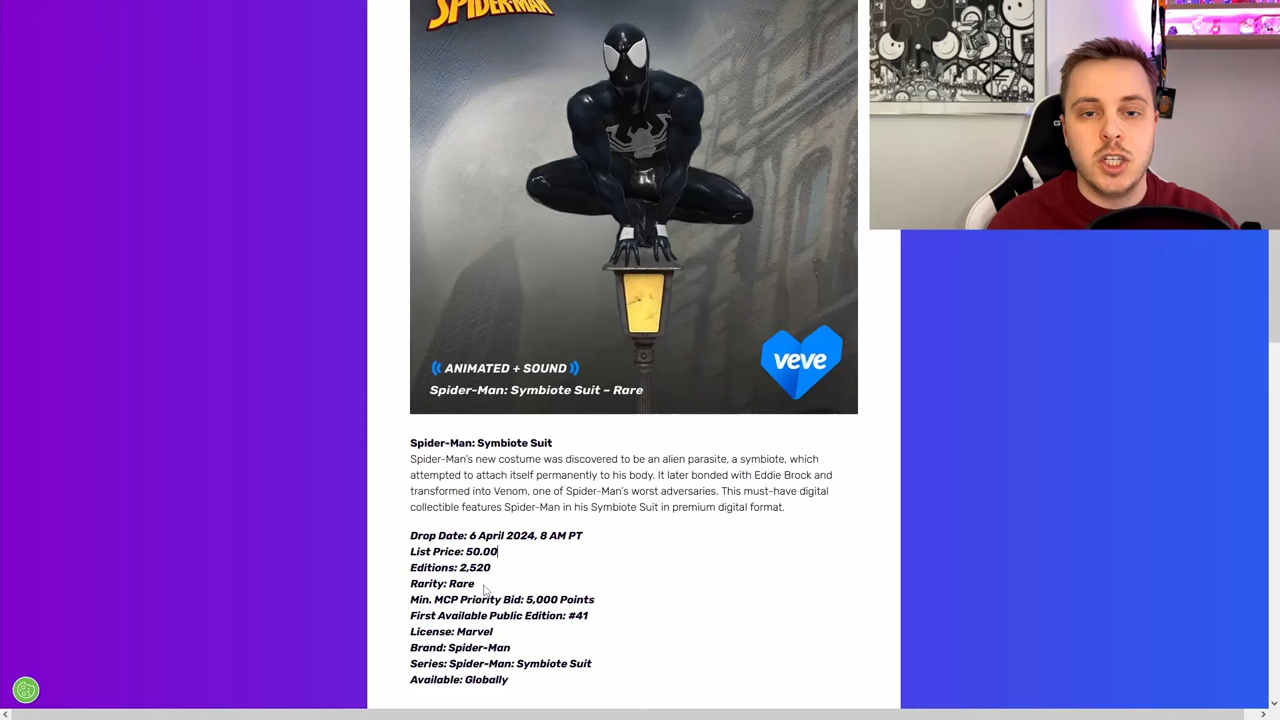 SPIDER-MAN
ANIMATED + SOUND
veve
Spider-Man: Symbiote Suit – Rare
Spider-Man: Symbiote Suit
Spider-Man's new costume was discovered to be an alien parasite, a symbiote, which
attempted to attach itself permanently to his body. It later bonded with Eddie Brock and
transformed into Venom, one of Spider-Man's worst adversaries. This must-have digital
collectible features Spider-Man in his Symbiote Suit in premium digital format.
Drop Date: 6 April 2024, 8 AM PT
List Price: 50.00
Editions: 2,520
Rarity: Rare
Min. MCP Priority Bid: 5,000 Points
First Available Public Edition: #41
License: Marvel
Brand: Spider-Man
Series: Spider-Man: Symbiote Suit
Available: Globally